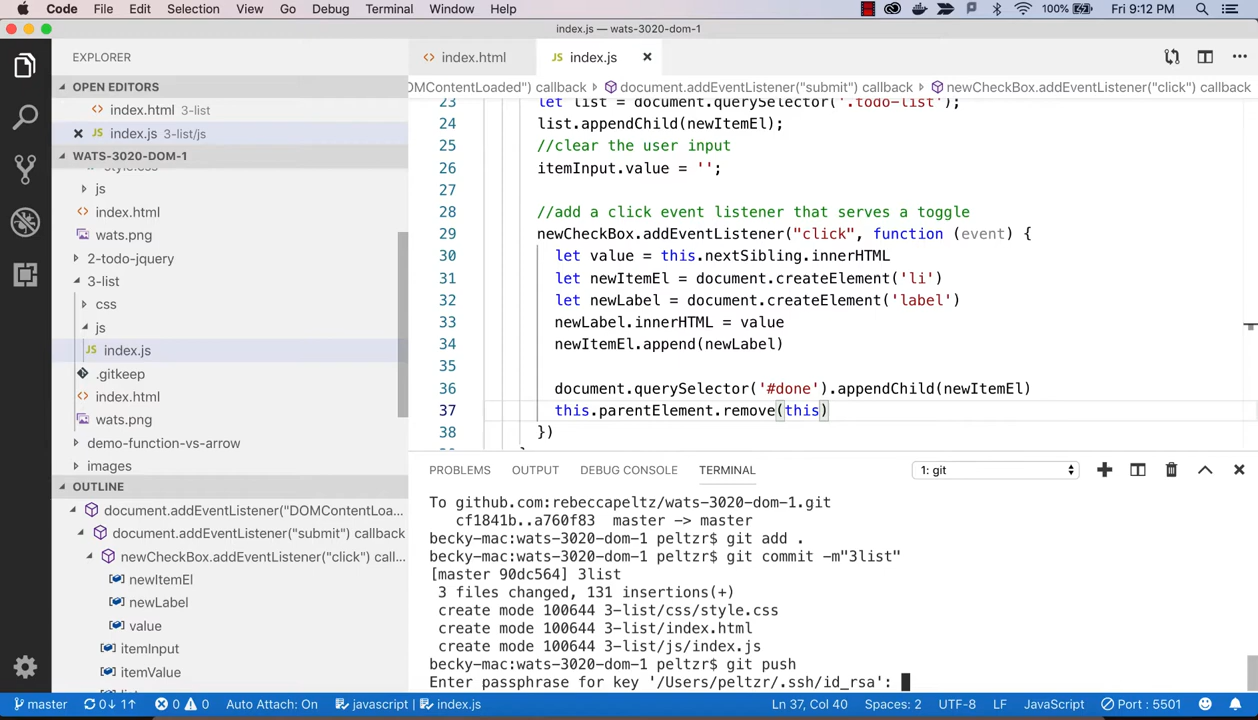 Code File Edit Selection View Go Debug Terminal Window Help 100% Fri 9:12 PM
index.js — wats-3020-dom-1
EXPLORER
OPEN EDITORS
index.html 3-list
JS index.js 3-list/js
WATS-3020-DOM-1
js
index.html
wats.png
2-todo-jquery
3-list
css
js
JS index.js
.gitkeep
index.html
wats.png
demo-function-vs-arrow
images
OUTLINE
document.addEventListener("DOMContentLoa...
document.addEventListener("submit") callback
newCheckBox.addEventListener("click") call...
newItemEl
newLabel
value
itemInput
itemValue
index.html JS index.js
OMContentLoaded") callback document.addEventListener("submit") callback newCheckBox.addEventListener("click") callback
23 let list = document.querySelector('.todo-list');
24 list.appendChild(newItemEl);
25 //clear the user input
26 itemInput.value = '';
27
28 //add a click event listener that serves a toggle
29 newCheckBox.addEventListener("click", function (event) {
30 let value = this.nextSibling.innerHTML
31 let newItemEl = document.createElement('li')
32 let newLabel = document.createElement('label')
33 newLabel.innerHTML = value
34 newItemEl.append(newLabel)
35
36 document.querySelector('#done').appendChild(newItemEl)
37 this.parentElement.remove(this)
38 })
PROBLEMS OUTPUT DEBUG CONSOLE TERMINAL 1: git
To github.com:rebeccapeltz/wats-3020-dom-1.git
cf1841b..a760f83 master -> master
becky-mac:wats-3020-dom-1 peltzr$ git add .
becky-mac:wats-3020-dom-1 peltzr$ git commit -m"3list"
[master 90dc564] 3list
3 files changed, 131 insertions(+)
create mode 100644 3-list/css/style.css
create mode 100644 3-list/index.html
create mode 100644 3-list/js/index.js
becky-mac:wats-3020-dom-1 peltzr$ git push
Enter passphrase for key '/Users/peltzr/.ssh/id_rsa':
master 0↓ 1↑ 0 0 Auto Attach: On javascript | index.js Ln 37, Col 40 Spaces: 2 UTF-8 LF JavaScript Port : 5501